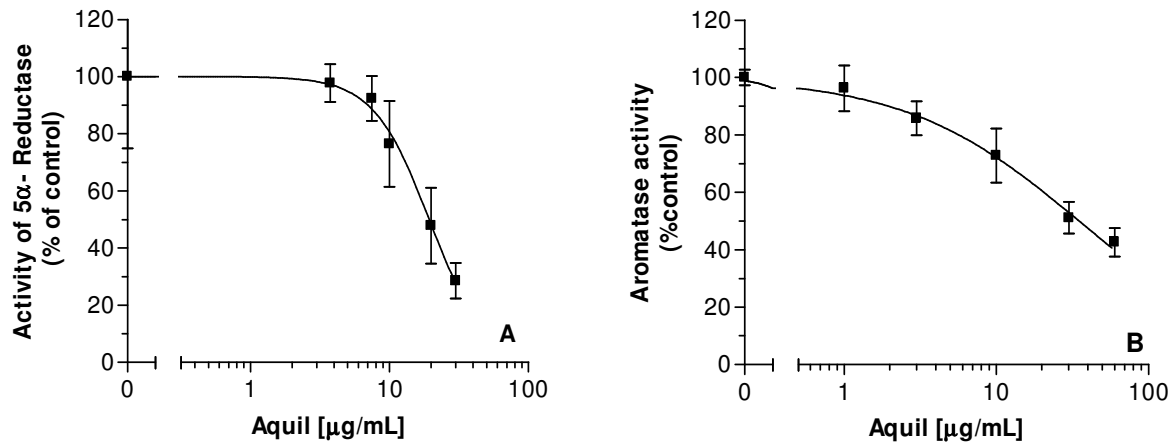 Activity of 5α- Reductase
(% of control)
120
100
80
60
40
20
0
A
0
1
10
100
Aquil [μg/mL]
Aromatase activity
(%control)
120
100
80
60
40
20
0
B
0
1
10
100
Aquil [μg/mL]